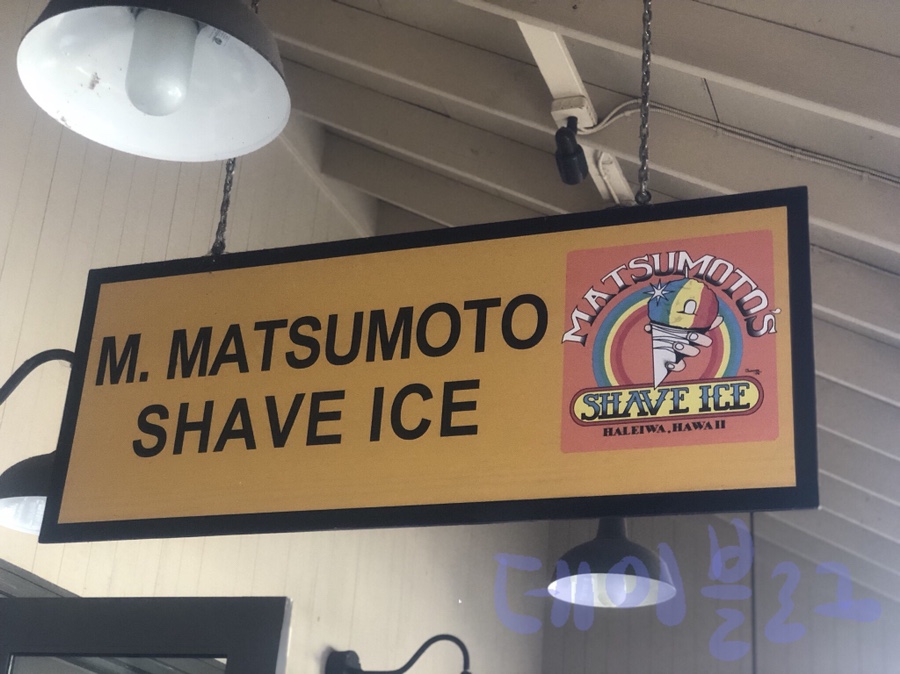 M. MATSUMOTO
SHAVE ICE
MATSUMOTO'S
SHAVE ICE
HALEIWA, HAWAII
데이블로그